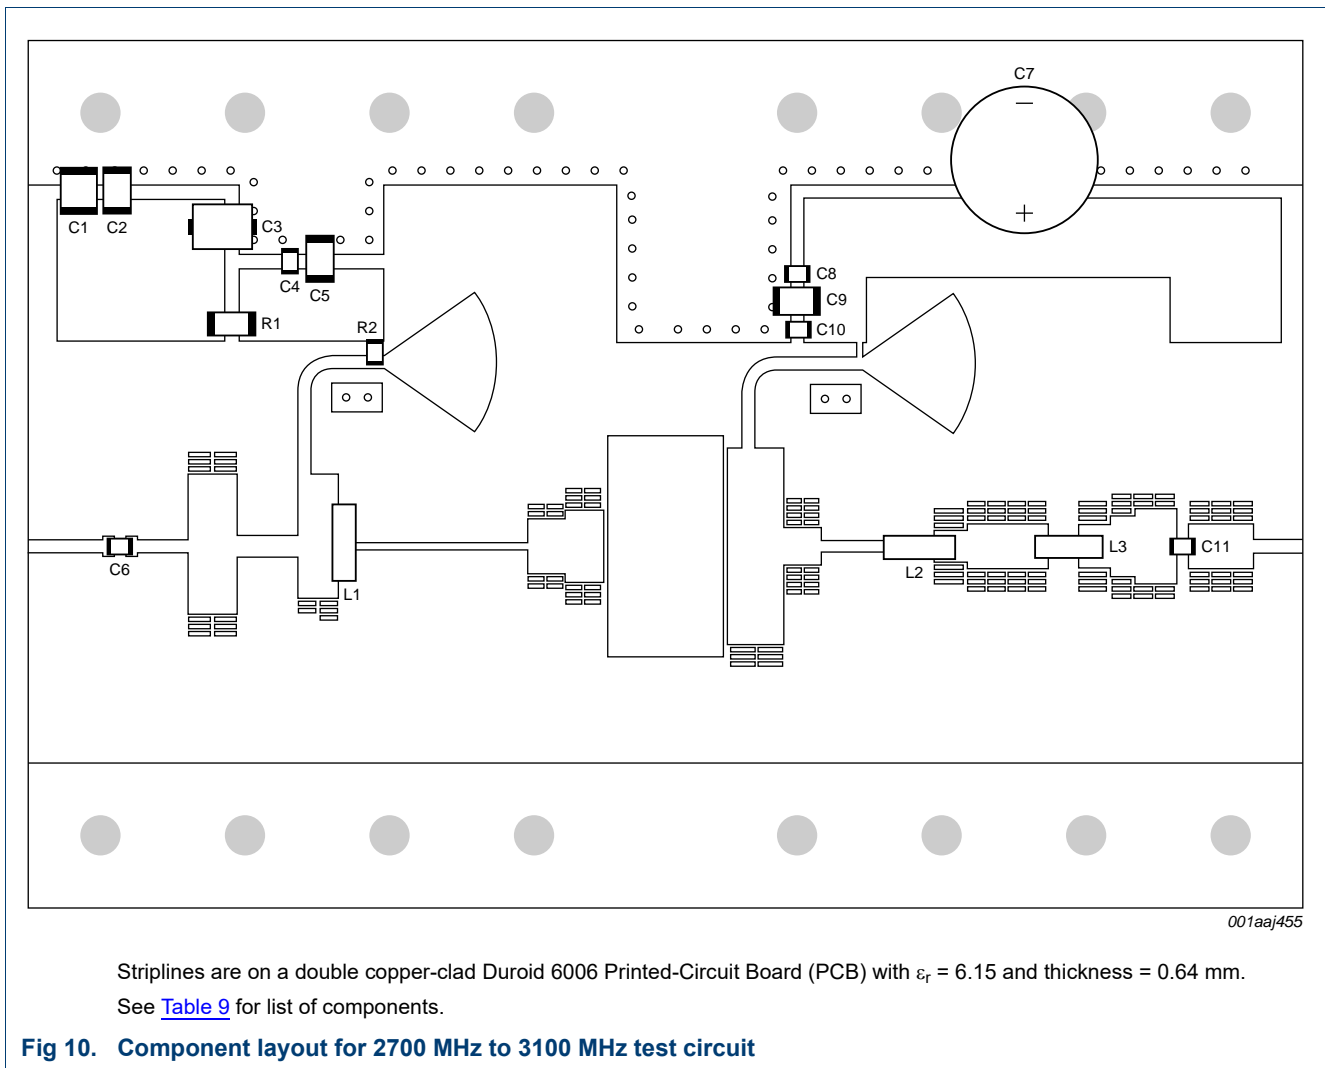 C7
−
+
C1
C2
C3
C4
C5
C8
C9
C10
R1
R2
C6
L1
L2
L3
C11
001aaj455
Striplines are on a double copper-clad Duroid 6006 Printed-Circuit Board (PCB) with εr = 6.15 and thickness = 0.64 mm.
See Table 9 for list of components.
Fig 10. Component layout for 2700 MHz to 3100 MHz test circuit